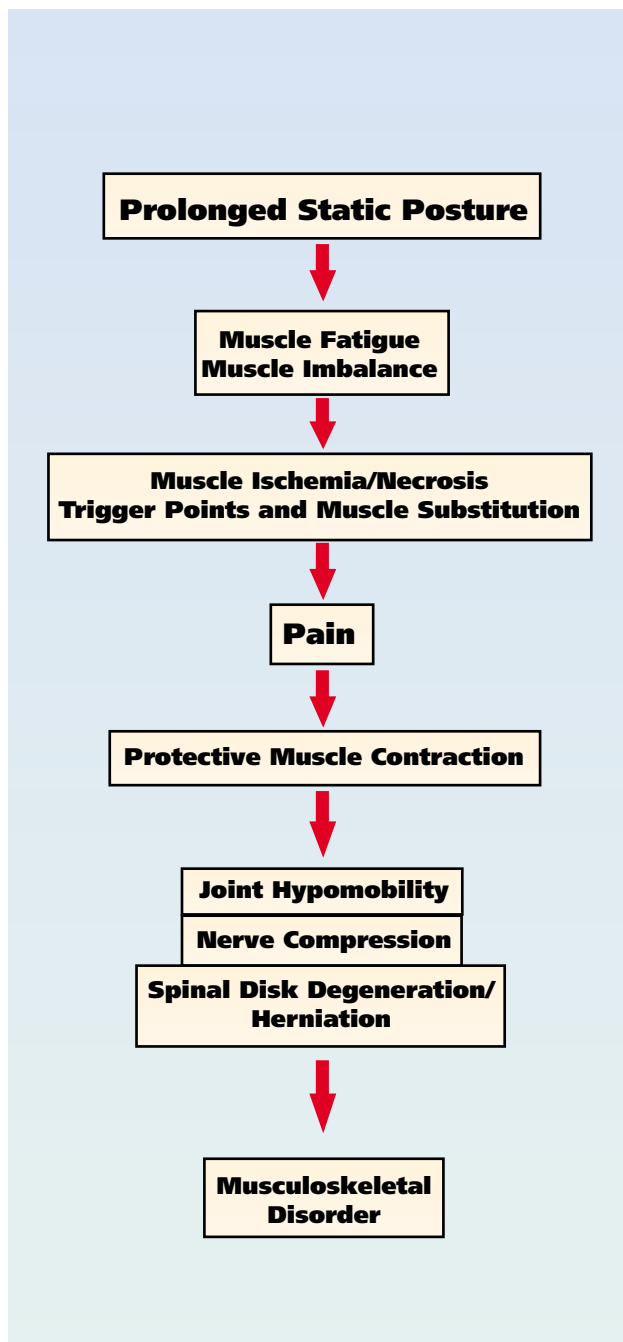 Prolonged Static Posture
Muscle Fatigue
Muscle Imbalance
Muscle Ischemia/Necrosis
Trigger Points and Muscle Substitution
Pain
Protective Muscle Contraction
Joint Hypomobility
Nerve Compression
Spinal Disk Degeneration/
Herniation
Musculoskeletal
Disorder